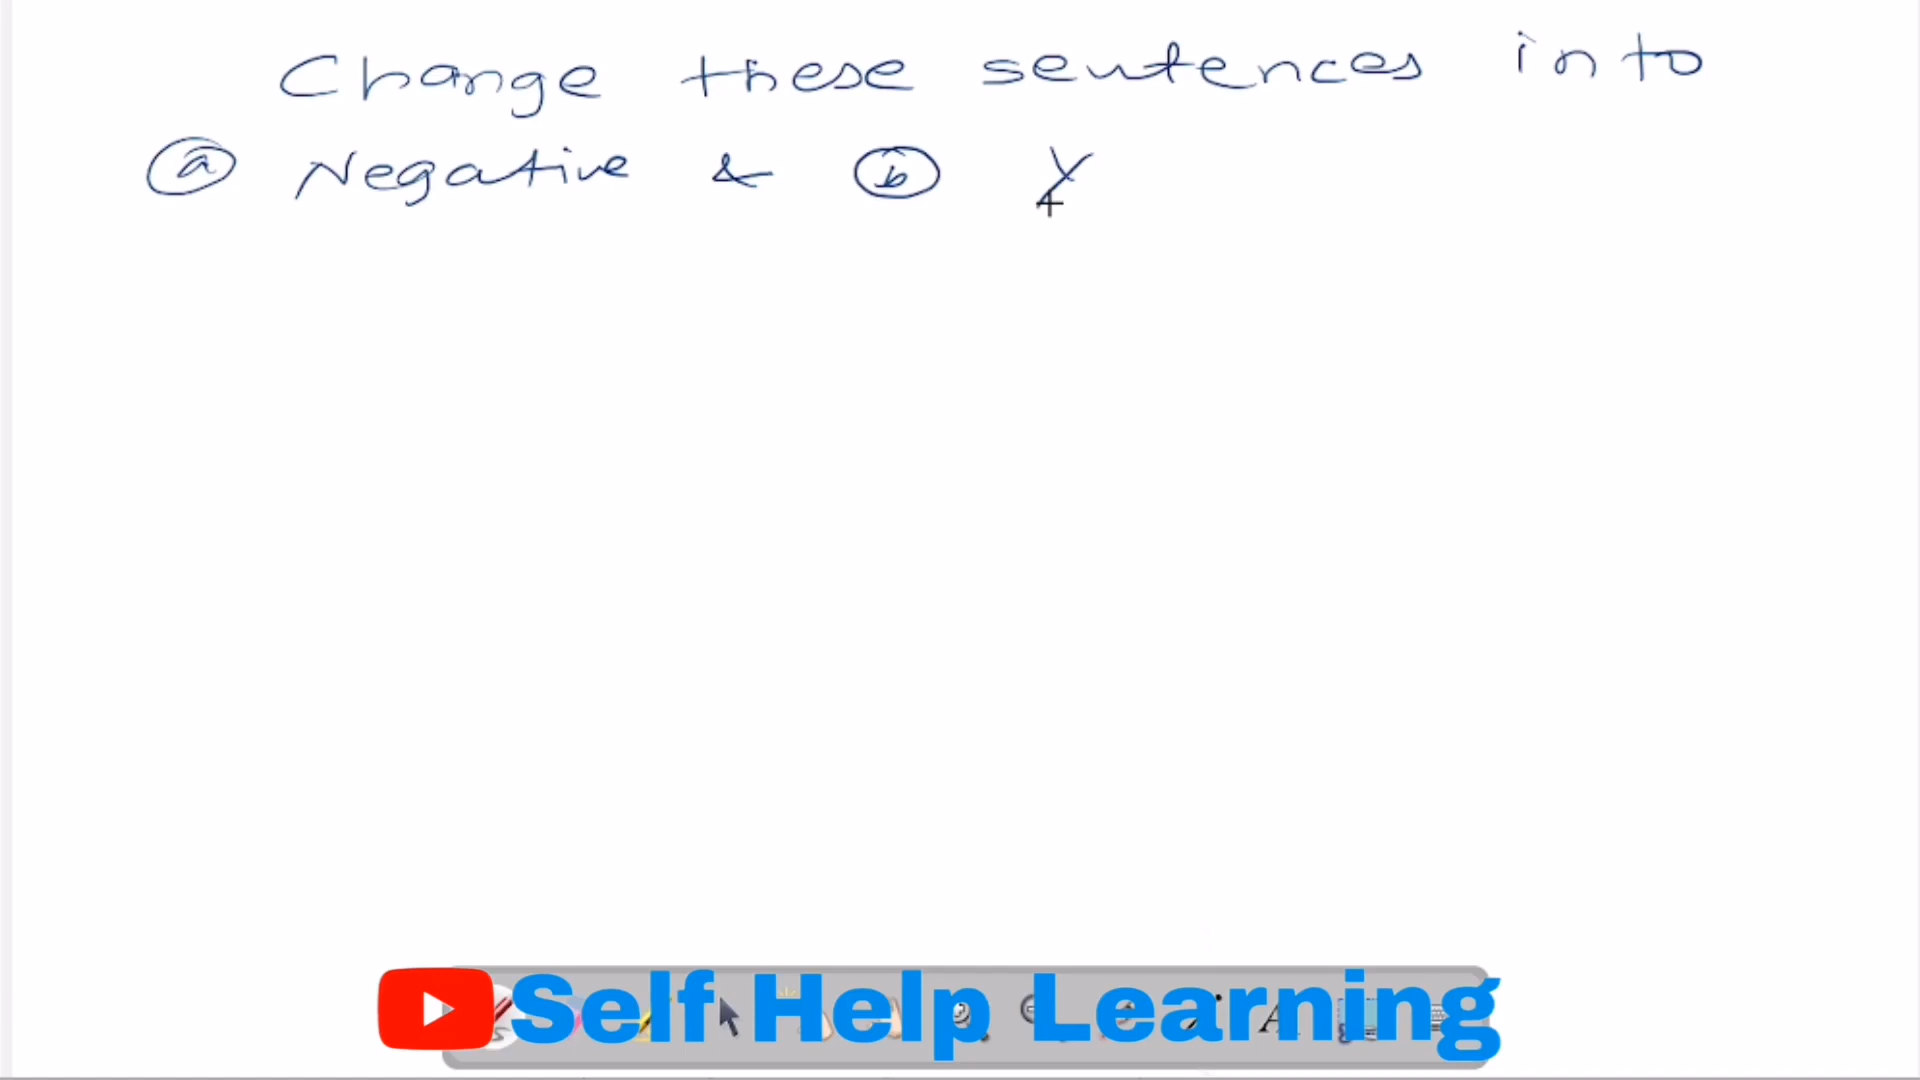 Change these sentences into
ⓐ Negative & ⓑ Y
Self Help Learning